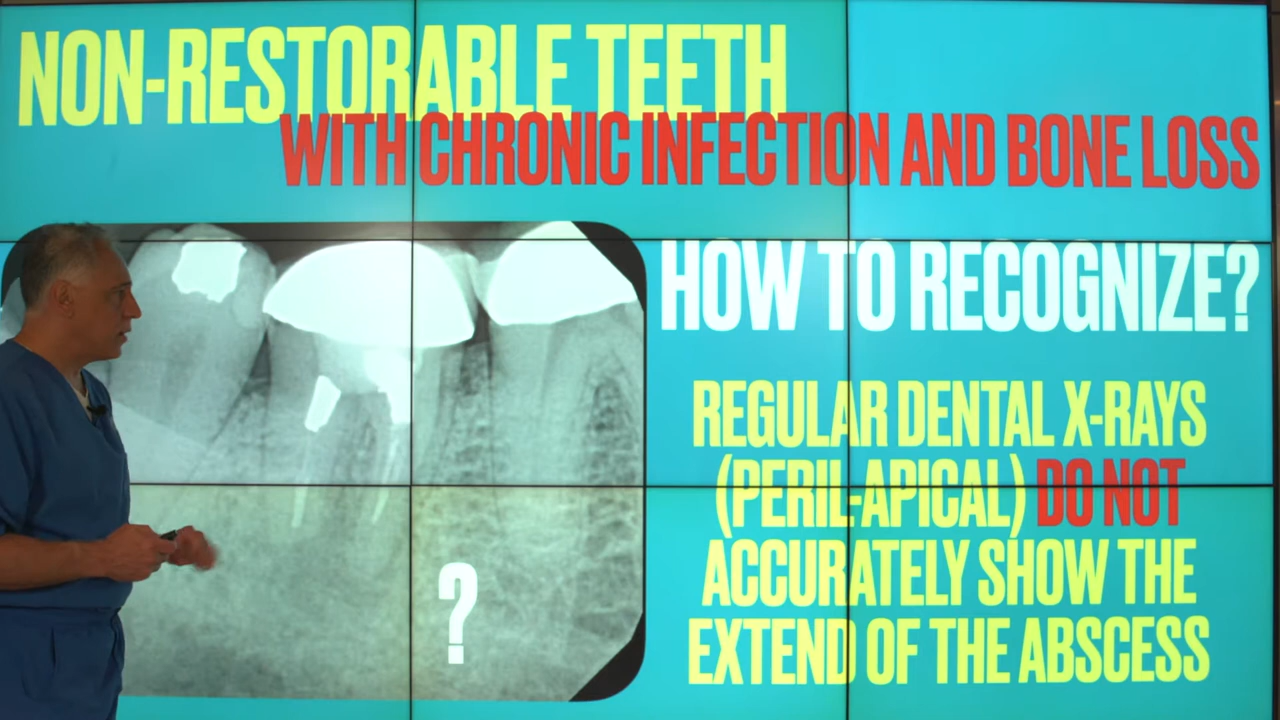 NON-RESTORABLE TEETH
WITH CHRONIC INFECTION AND BONE LOSS
HOW TO RECOGNIZE?
REGULAR DENTAL X-RAYS
(PERIL-APICAL) DO NOT
ACCURATELY SHOW THE
EXTEND OF THE ABSCESS
?